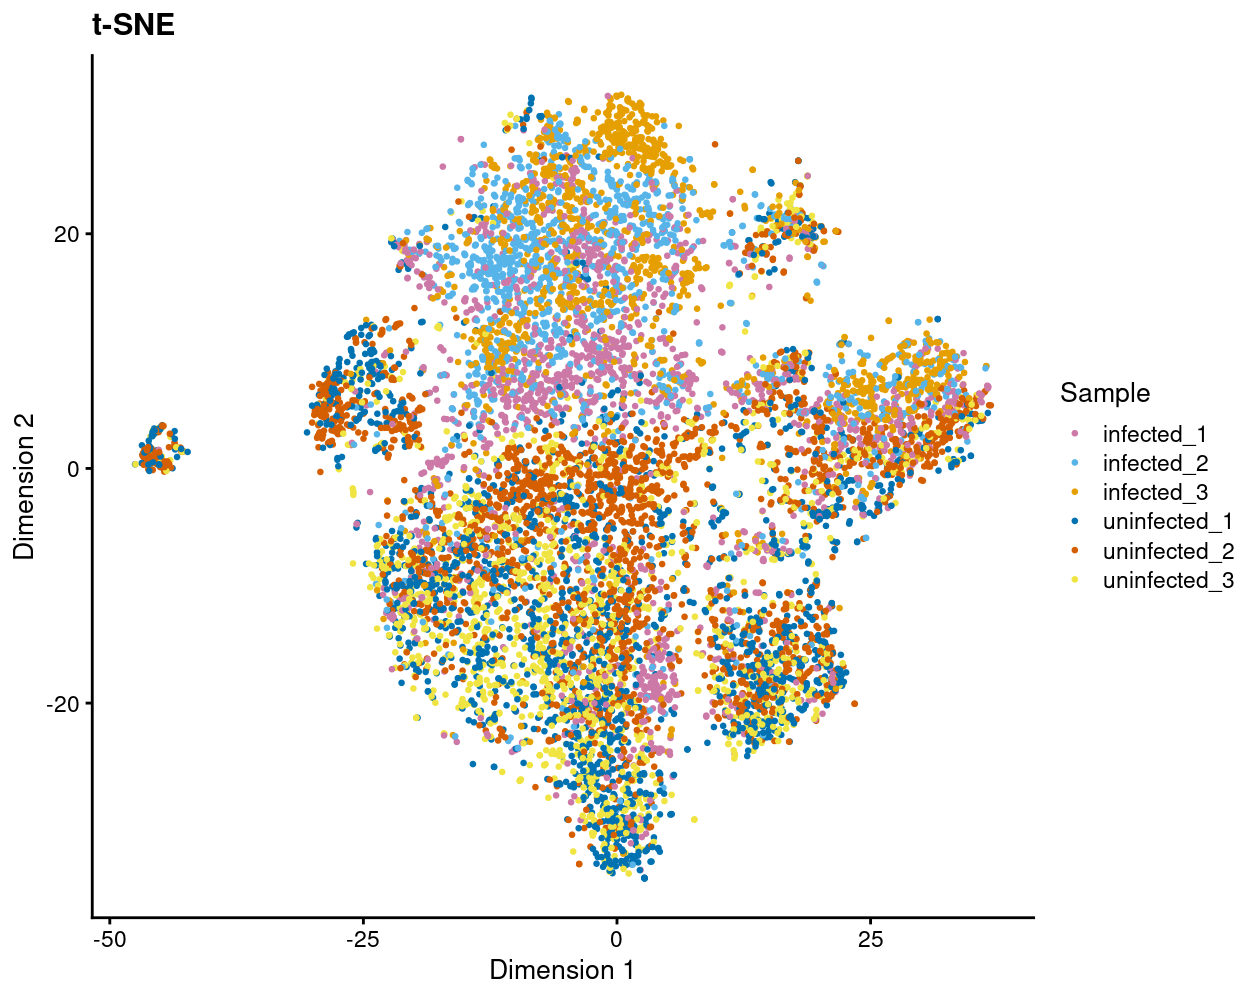 t-SNE
20
0
-20
Dimension 2
-50
-25
0
25
Dimension 1
Sample
infected_1
infected_2
infected_3
uninfected_1
uninfected_2
uninfected_3